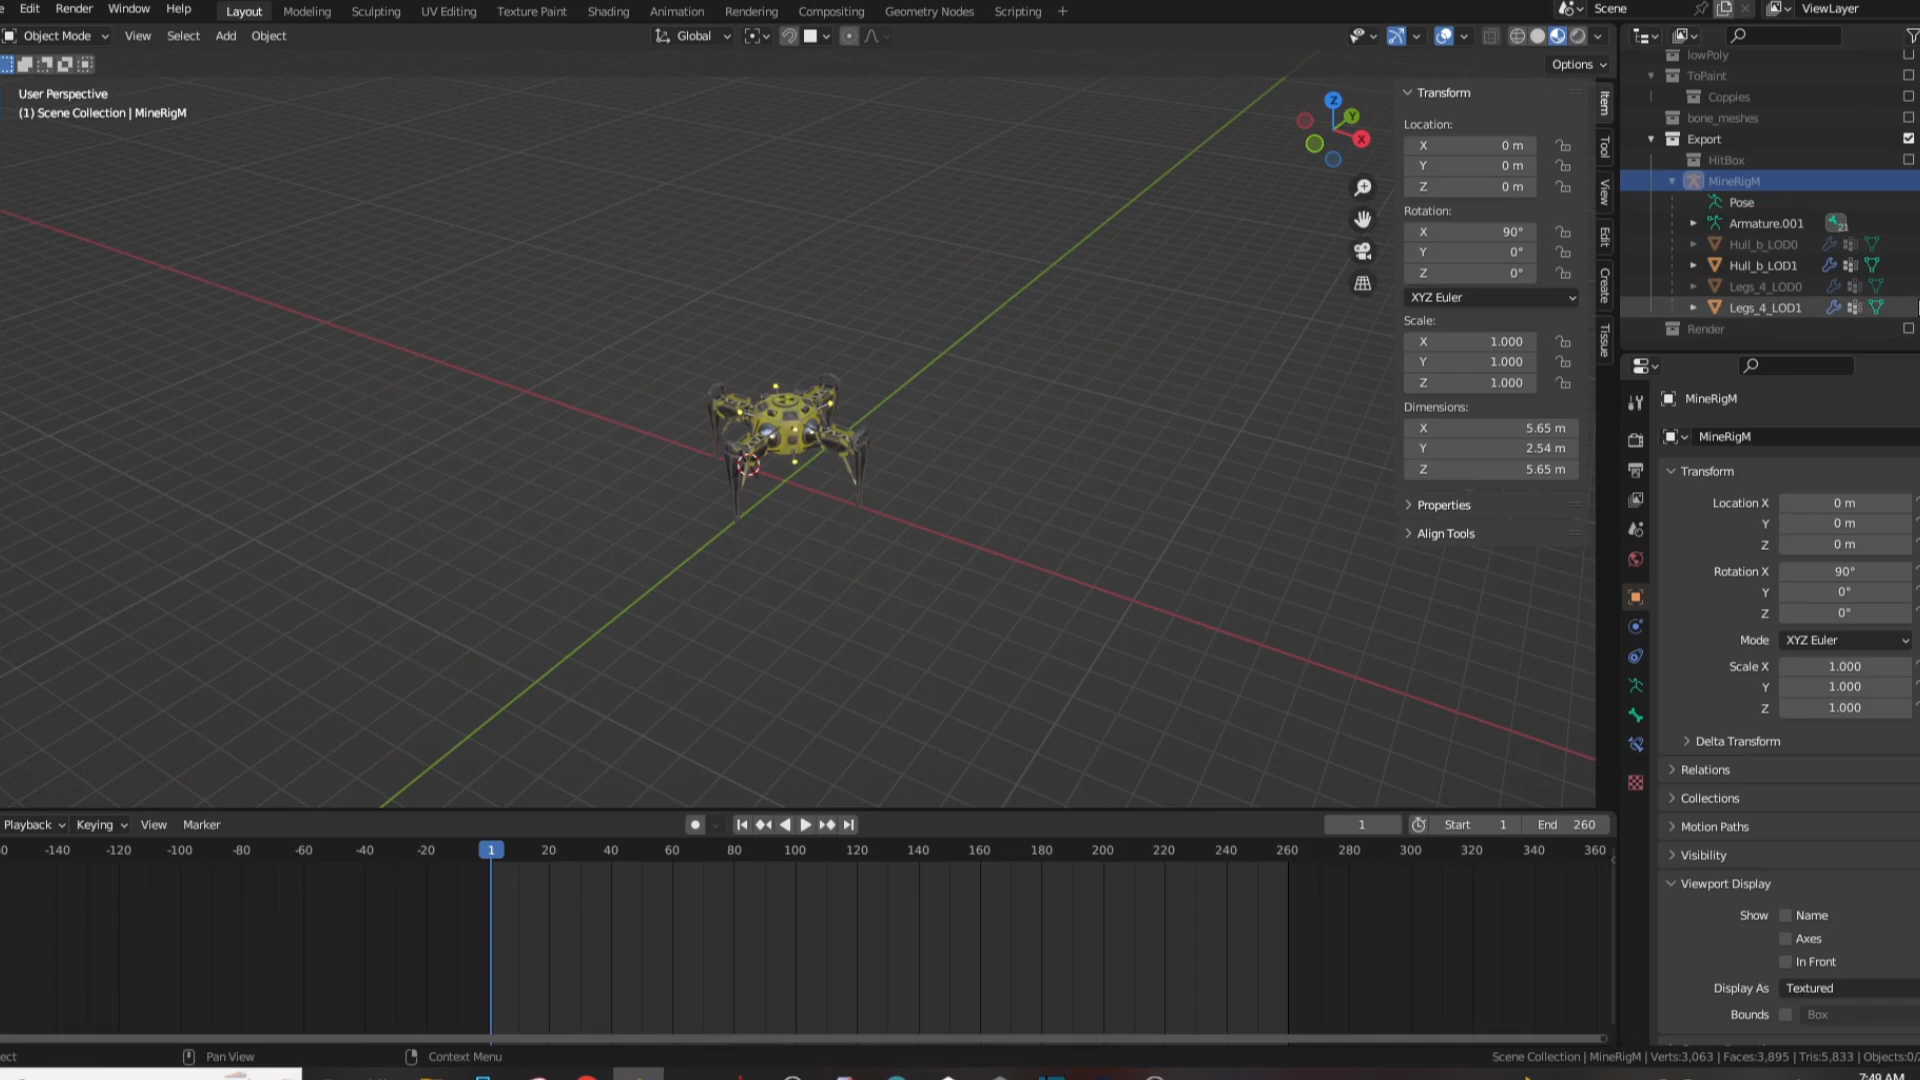 Edit Render Window Help Layout Modeling Sculpting UV Editing Texture Paint Shading Animation Rendering Compositing Geometry Nodes Scripting + Scene ViewLayer
Object Mode View Select Add Object Global
Options
User Perspective
(1) Scene Collection | MineRigM
Transform
Location:
X 0 m
Y 0 m
Z 0 m
Rotation:
X 90°
Y 0°
Z 0°
XYZ Euler
Scale:
X 1.000
Y 1.000
Z 1.000
Dimensions:
X 5.65 m
Y 2.54 m
Z 5.65 m
Properties
Align Tools
Item
Tool
View
Edit
Create
Tissue
Z
Y
X
lowPoly
ToPaint
Coppies
bone_meshes
Export
HitBox
MineRigM
Pose
Armature.001 21
Hull_b_LOD0
Hull_b_LOD1
Legs_4_LOD0
Legs_4_LOD1
Render
MineRigM
MineRigM
Transform
Location X 0 m
Y 0 m
Z 0 m
Rotation X 90°
Y 0°
Z 0°
Mode XYZ Euler
Scale X 1.000
Y 1.000
Z 1.000
Delta Transform
Relations
Collections
Motion Paths
Visibility
Viewport Display
Show Name
Axes
In Front
Display As Textured
Bounds Box
Playback Keying View Marker 1 Start 1 End 260
-140 -120 -100 -80 -60 -40 -20 1 20 40 60 80 100 120 140 160 180 200 220 240 260 280 300 320 340 360
ect Pan View Context Menu Scene Collection | MineRigM | Verts:3,063 | Faces:3,895 | Tris:5,833 | Objects:0/
7:49 AM